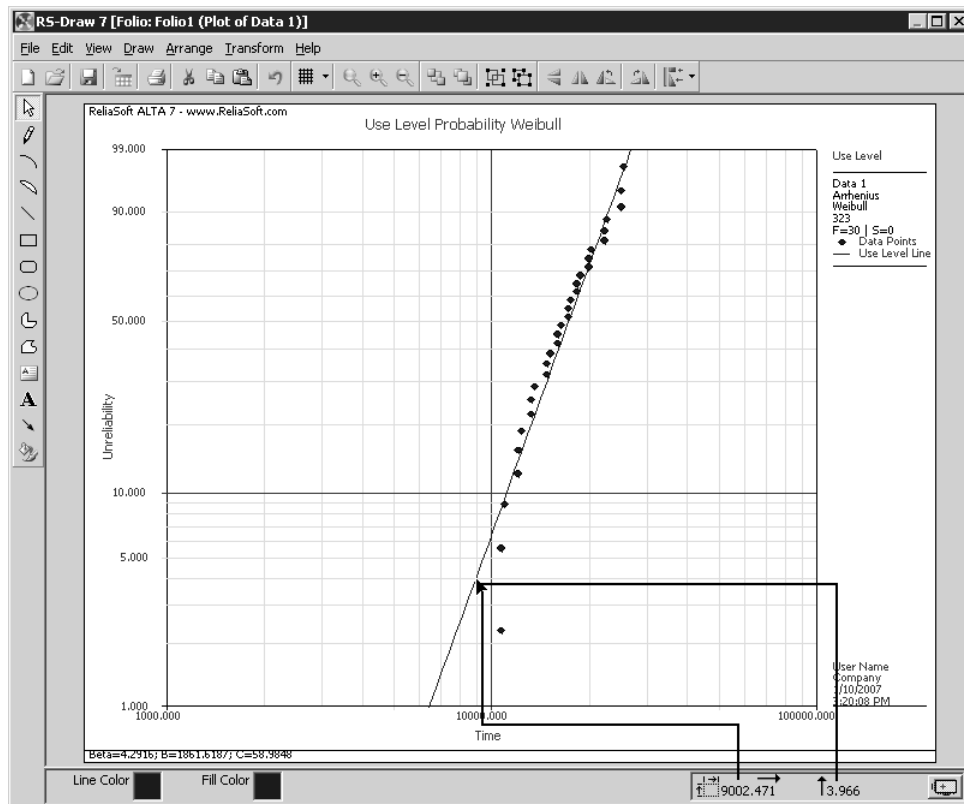 RS-Draw 7 [Folio: Folio1 (Plot of Data 1)]
File Edit View Draw Arrange Transform Help
ReliaSoft ALTA 7 - www.ReliaSoft.com
Use Level Probability Weibull
99.000
90.000
50.000
10.000
5.000
1.000
Unreliability
1000.000
10000.000
100000.000
Time
Use Level
Data 1
Arrhenius
Weibull
323
F=30 | S=0
Data Points
Use Level Line
User Name
Company
1/10/2007
3:20:08 PM
Beta=4.2916; B=1861.6187; C=58.9848
Line Color
Fill Color
9002.471
3.966
A